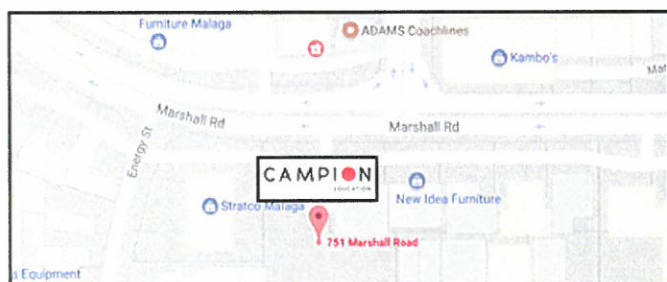 Furniture Malaga
ADAMS Coachlines
Kambo's
Mat
Marshall Rd
Marshall Rd
Energy St
CAMPION
EDUCATION
Stratco Malaga
New Idea Furniture
751 Marshall Road
s Equipment